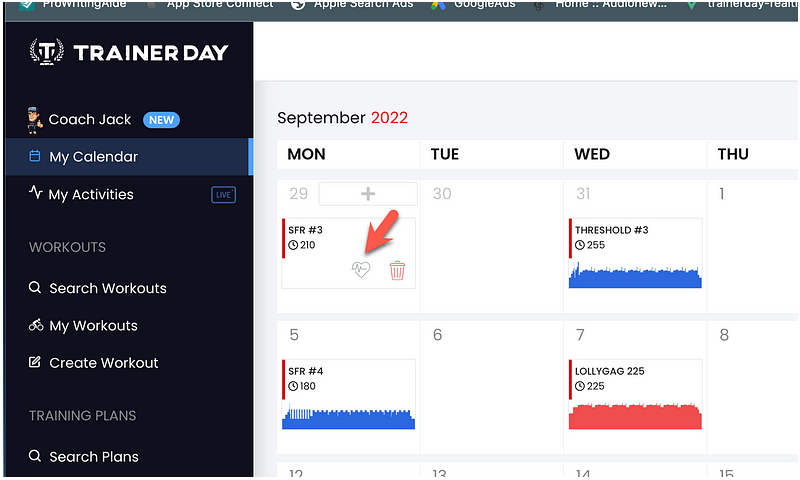 ProWritingAide
App Store Connect
Apple Search Ads
GoogleAds
Home :: Audionew...
TRAINER DAY
Coach Jack NEW
My Calendar
My Activities LIVE
WORKOUTS
Search Workouts
My Workouts
Create Workout
TRAINING PLANS
Search Plans
September 2022
MON TUE WED THU
29 30 31 1
SFR #3
210
THRESHOLD #3
255
5 6 7 8
SFR #4
180
LOLLYGAG 225
225
12 13 14 15